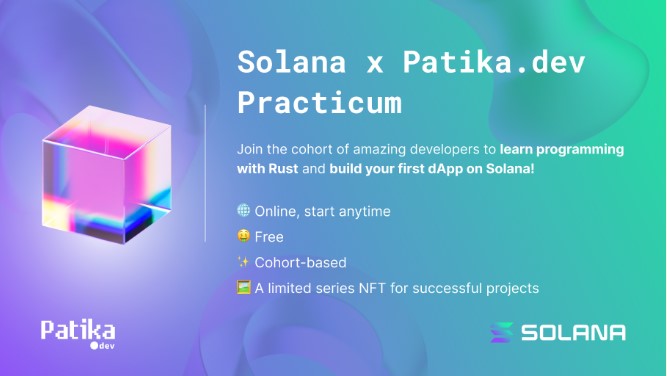 Solana x Patika.dev
Practicum
Join the cohort of amazing developers to learn programming
with Rust and build your first dApp on Solana!
🌐 Online, start anytime
🤑 Free
✨ Cohort-based
🖼️ A limited series NFT for successful projects
Patika
dev
SOLANA